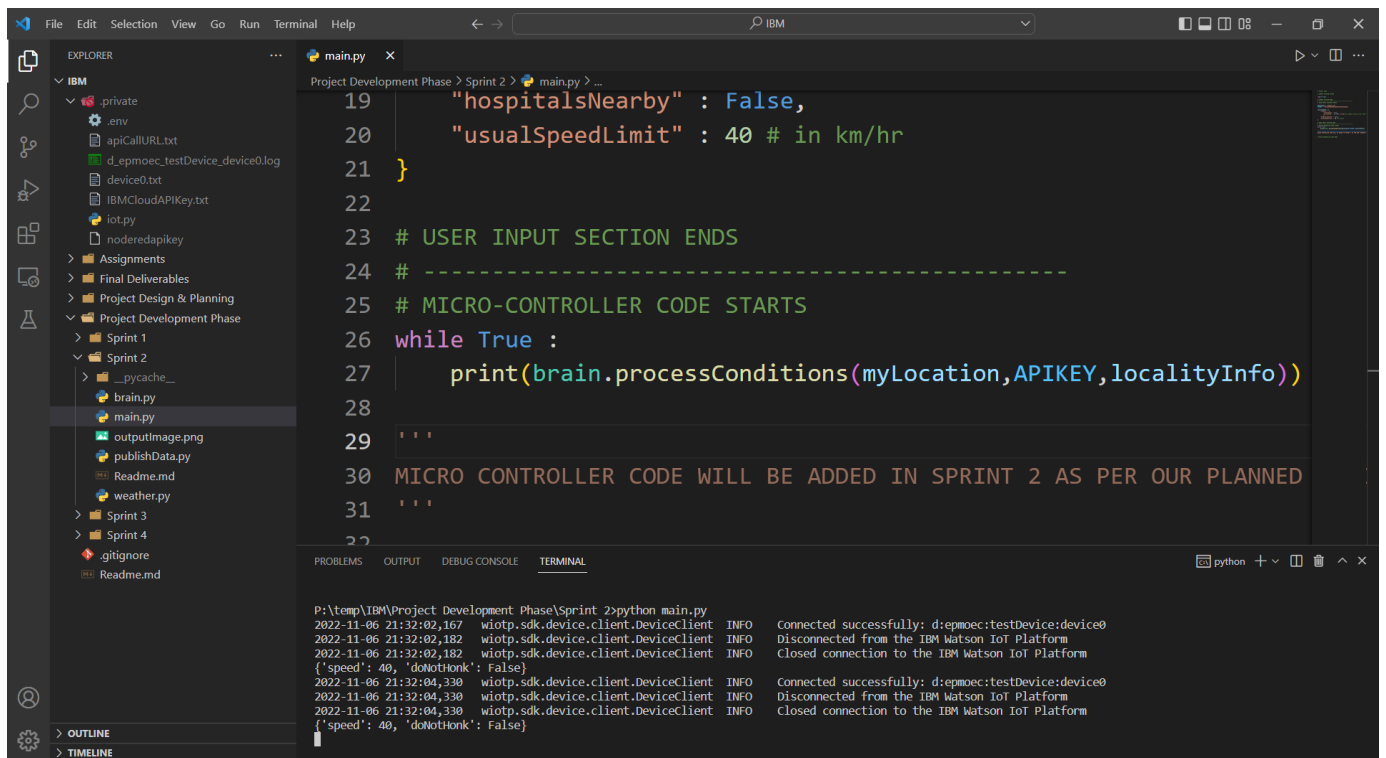 File Edit Selection View Go Run Terminal Help
IBM
EXPLORER
IBM
.private
.env
apiCallURL.txt
d_epmoec_testDevice_device0.log
device0.txt
IBMCloudAPIKey.txt
iot.py
noderedapikey
Assignments
Final Deliverables
Project Design & Planning
Project Development Phase
Sprint 1
Sprint 2
__pycache__
brain.py
main.py
outputImage.png
publishData.py
Readme.md
weather.py
Sprint 3
Sprint 4
.gitignore
Readme.md
OUTLINE
TIMELINE
main.py
Project Development Phase > Sprint 2 > main.py > ...
19 "hospitalsNearby" : False,
20 "usualSpeedLimit" : 40 # in km/hr
21 }
22
23 # USER INPUT SECTION ENDS
24 # -----------------------------------------------
25 # MICRO-CONTROLLER CODE STARTS
26 while True :
27 print(brain.processConditions(myLocation,APIKEY,localityInfo))
28
29 '''
30 MICRO CONTROLLER CODE WILL BE ADDED IN SPRINT 2 AS PER OUR PLANNED
31 '''
32
PROBLEMS OUTPUT DEBUG CONSOLE TERMINAL
python
P:\temp\IBM\Project Development Phase\Sprint 2>python main.py
2022-11-06 21:32:02,167 wiotp.sdk.device.client.DeviceClient INFO Connected successfully: d:epmoec:testDevice:device0
2022-11-06 21:32:02,182 wiotp.sdk.device.client.DeviceClient INFO Disconnected from the IBM Watson IoT Platform
2022-11-06 21:32:02,182 wiotp.sdk.device.client.DeviceClient INFO Closed connection to the IBM Watson IoT Platform
{'speed': 40, 'doNotHonk': False}
2022-11-06 21:32:04,330 wiotp.sdk.device.client.DeviceClient INFO Connected successfully: d:epmoec:testDevice:device0
2022-11-06 21:32:04,330 wiotp.sdk.device.client.DeviceClient INFO Disconnected from the IBM Watson IoT Platform
2022-11-06 21:32:04,330 wiotp.sdk.device.client.DeviceClient INFO Closed connection to the IBM Watson IoT Platform
{'speed': 40, 'doNotHonk': False}